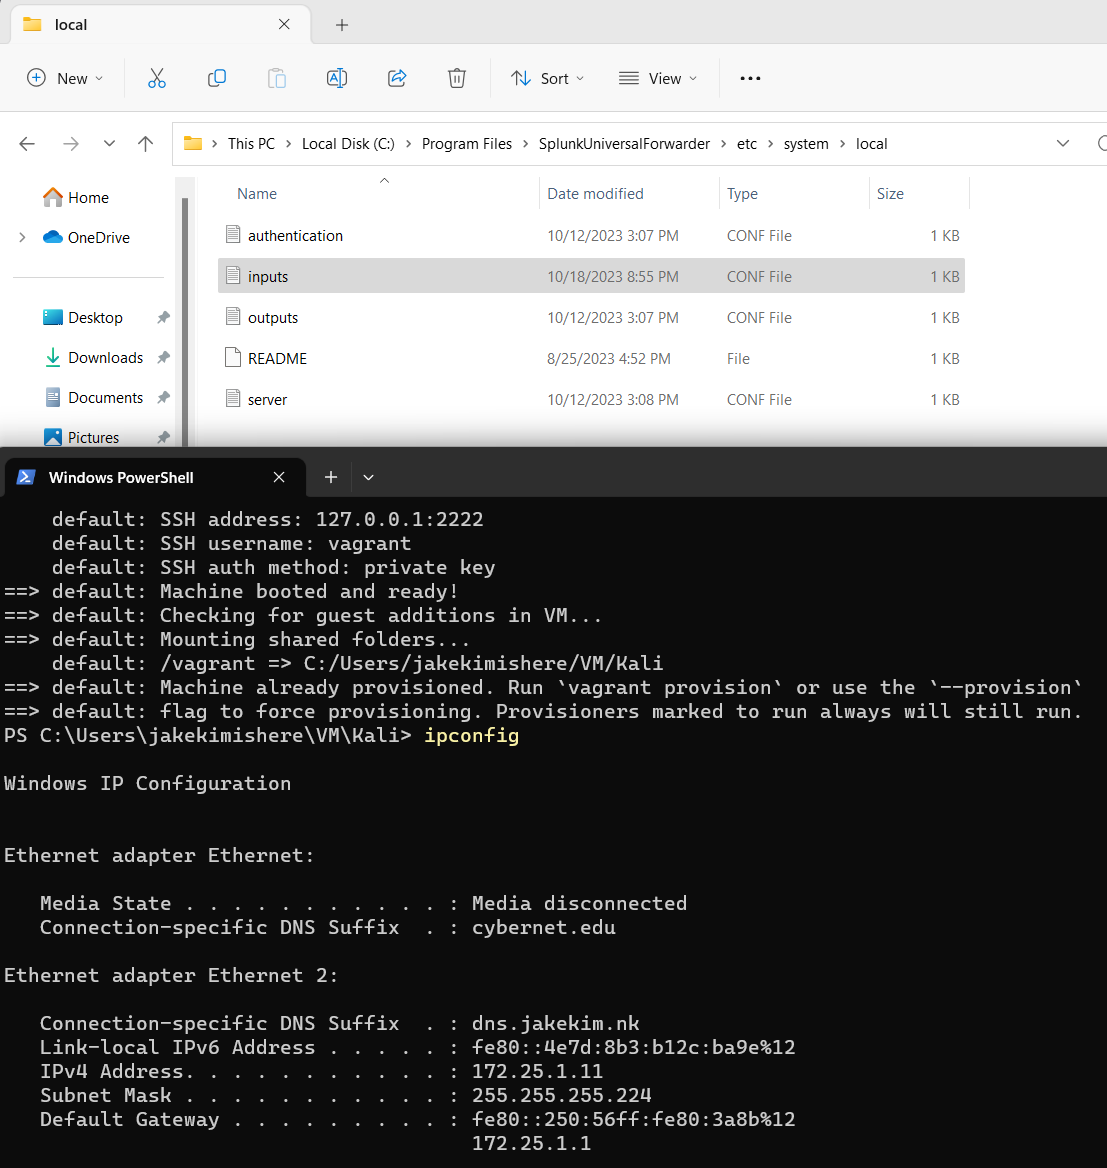 local
New
Sort
View
This PC > Local Disk (C:) > Program Files > SplunkUniversalForwarder > etc > system > local
Name Date modified Type Size
Home
OneDrive
Desktop
Downloads
Documents
Pictures
authentication 10/12/2023 3:07 PM CONF File 1 KB
inputs 10/18/2023 8:55 PM CONF File 1 KB
outputs 10/12/2023 3:07 PM CONF File 1 KB
README 8/25/2023 4:52 PM File 1 KB
server 10/12/2023 3:08 PM CONF File 1 KB
Windows PowerShell
    default: SSH address: 127.0.0.1:2222
    default: SSH username: vagrant
    default: SSH auth method: private key
==> default: Machine booted and ready!
==> default: Checking for guest additions in VM...
==> default: Mounting shared folders...
    default: /vagrant => C:/Users/jakekimishere/VM/Kali
==> default: Machine already provisioned. Run `vagrant provision` or use the `--provision`
==> default: flag to force provisioning. Provisioners marked to run always will still run.
PS C:\Users\jakekimishere\VM\Kali> ipconfig
Windows IP Configuration
Ethernet adapter Ethernet:
   Media State . . . . . . . . . . . : Media disconnected
   Connection-specific DNS Suffix  . : cybernet.edu
Ethernet adapter Ethernet 2:
   Connection-specific DNS Suffix  . : dns.jakekim.nk
   Link-local IPv6 Address . . . . . : fe80::4e7d:8b3:b12c:ba9e%12
   IPv4 Address. . . . . . . . . . . : 172.25.1.11
   Subnet Mask . . . . . . . . . . . : 255.255.255.224
   Default Gateway . . . . . . . . . : fe80::250:56ff:fe80:3a8b%12
                                       172.25.1.1